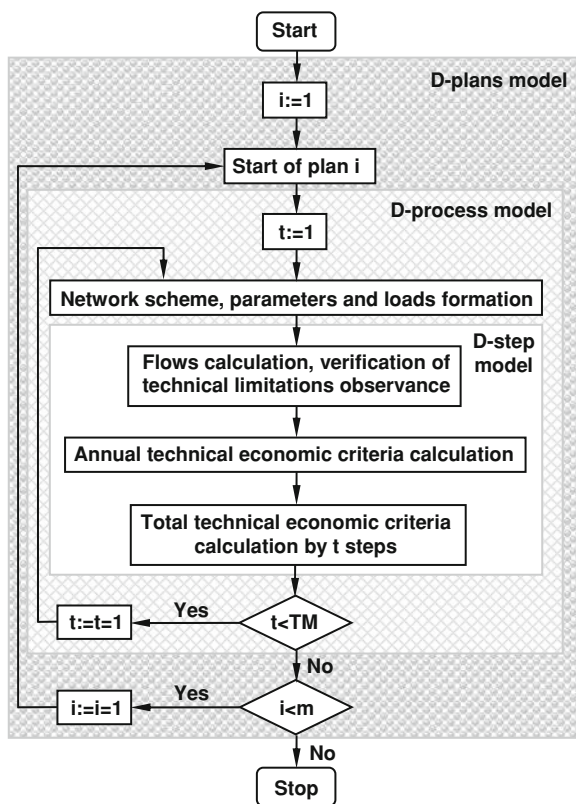 Start
D-plans model
i:=1
Start of plan i
D-process model
t:=1
Network scheme, parameters and loads formation
D-step
model
Flows calculation, verification of
technical limitations observance
Annual technical economic criteria calculation
Total technical economic criteria
calculation by t steps
t:=t=1
Yes
t<TM
No
i:=i=1
Yes
i<m
No
Stop